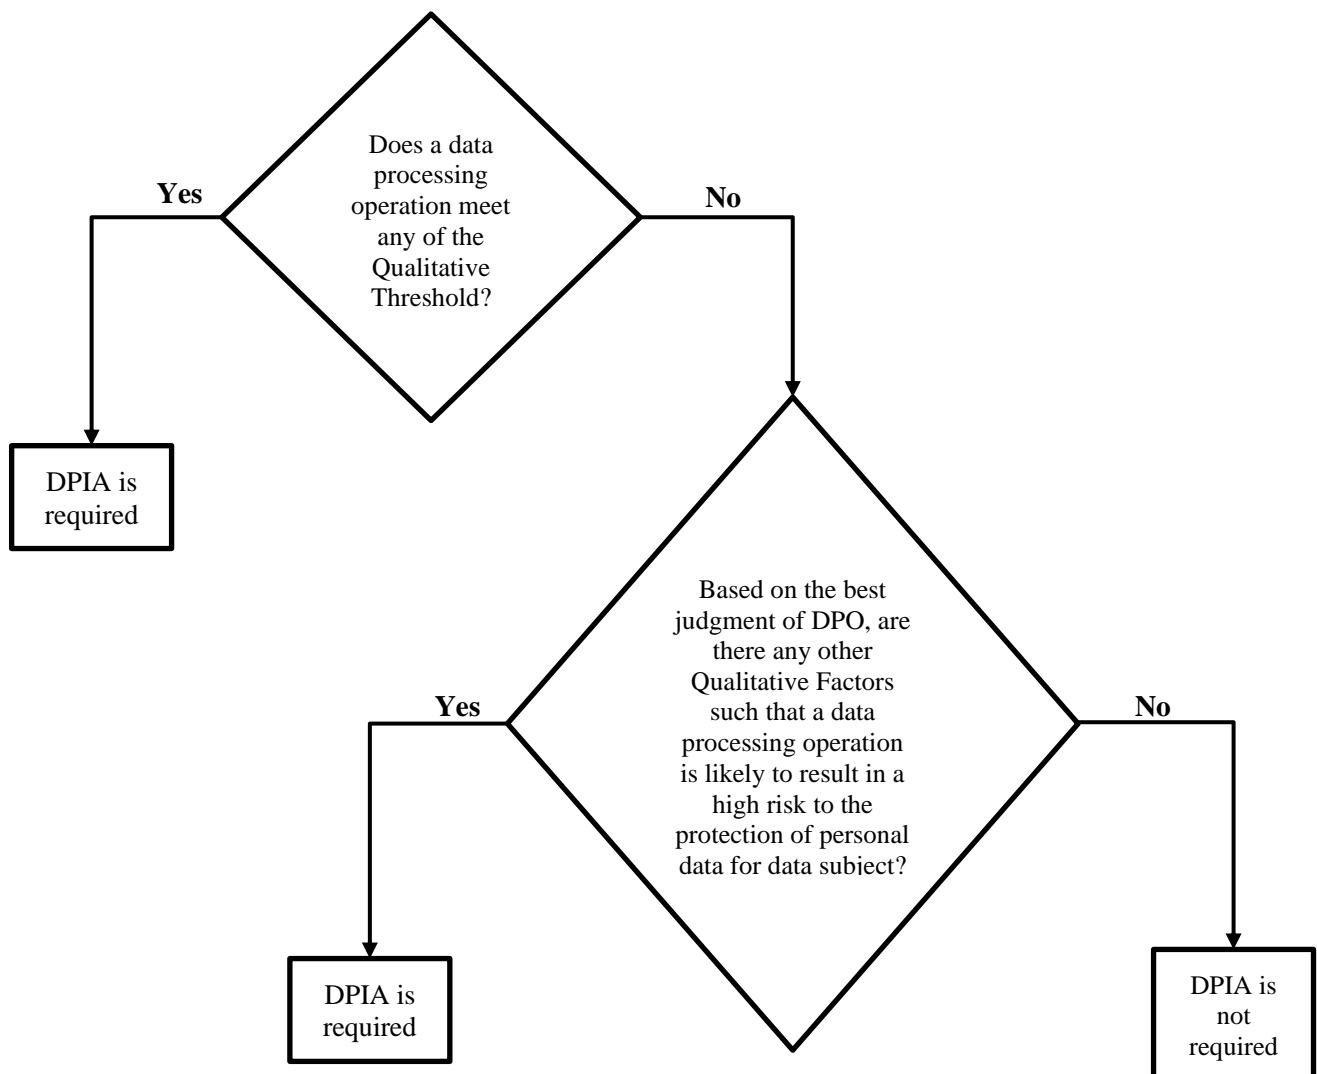 Does a data
processing
operation meet
any of the
Qualitative
Threshold?
Yes
No
DPIA is
required
Based on the best
judgment of DPO, are
there any other
Qualitative Factors
such that a data
processing operation
is likely to result in a
high risk to the
protection of personal
data for data subject?
Yes
No
DPIA is
required
DPIA is
not
required